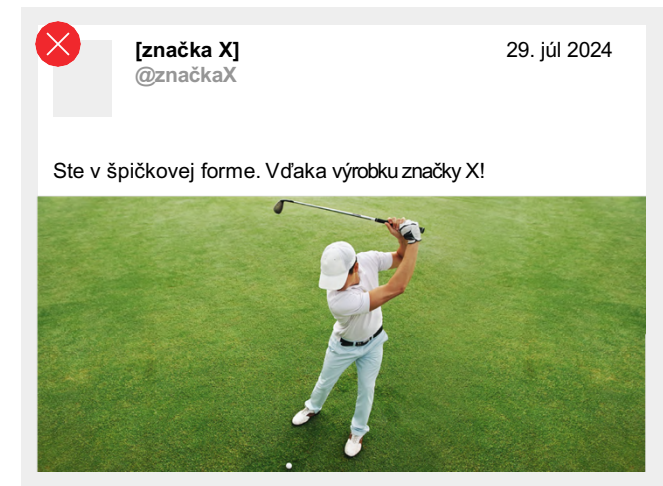 [značka X]
29. júl 2024
@značkaX
Ste v špičkovej forme. Vďaka výrobku značky X!